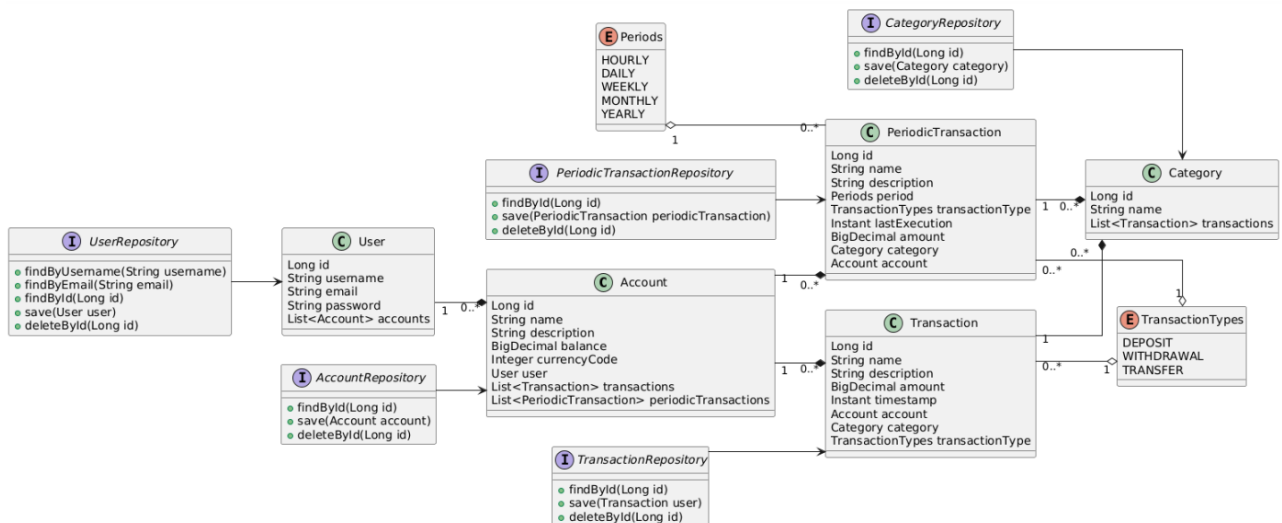 E Periods
HOURLY
DAILY
WEEKLY
MONTHLY
YEARLY
1
0..*
I CategoryRepository
findById(Long id)
save(Category category)
deleteById(Long id)
C PeriodicTransaction
Long id
String name
String description
Periods period
TransactionTypes transactionType
Instant lastExecution
BigDecimal amount
Category category
Account account
I PeriodicTransactionRepository
findById(Long id)
save(PeriodicTransaction periodicTransaction)
deleteById(Long id)
C Category
Long id
String name
List<Transaction> transactions
1
0..*
0..*
0..*
1
I UserRepository
findByUsername(String username)
findByEmail(String email)
findById(Long id)
save(User user)
deleteById(Long id)
C User
Long id
String username
String email
String password
List<Account> accounts
1
0..*
C Account
Long id
String name
String description
BigDecimal balance
Integer currencyCode
User user
List<Transaction> transactions
List<PeriodicTransaction> periodicTransactions
1
0..*
1
0..*
C Transaction
Long id
String name
String description
BigDecimal amount
Instant timestamp
Account account
Category category
TransactionTypes transactionType
1
0..*
1
E TransactionTypes
DEPOSIT
WITHDRAWAL
TRANSFER
I AccountRepository
findById(Long id)
save(Account account)
deleteById(Long id)
I TransactionRepository
findById(Long id)
save(Transaction user)
deleteById(Long id)